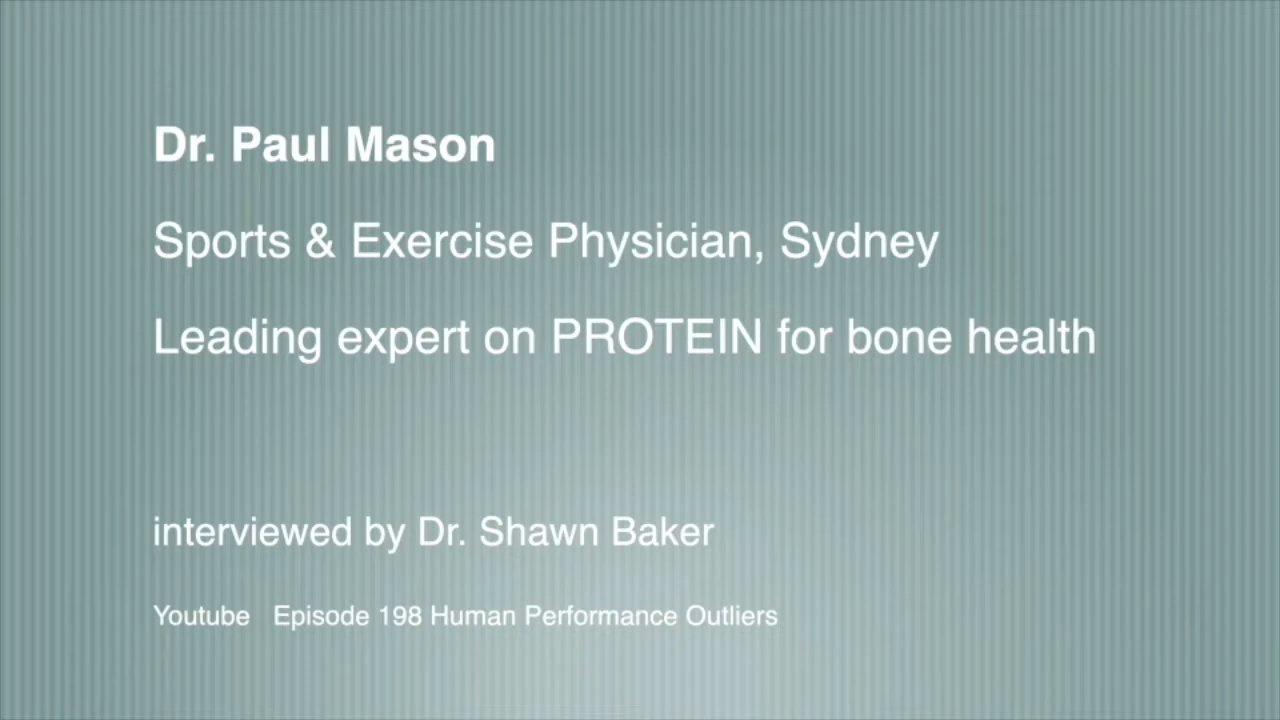 Dr. Paul Mason
Sports & Exercise Physician, Sydney
Leading expert on PROTEIN for bone health
interviewed by Dr. Shawn Baker
Youtube Episode 198 Human Performance Outliers